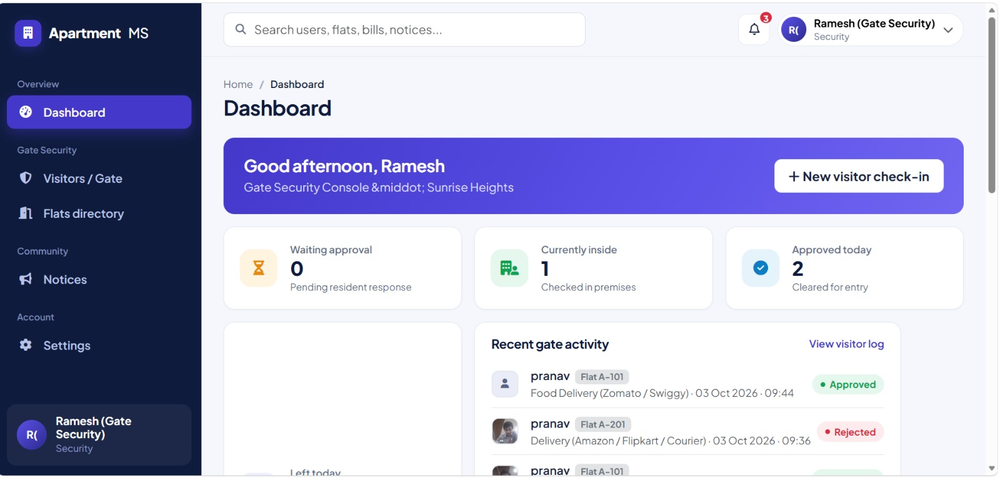 Apartment MS
Overview
Dashboard
Gate Security
Visitors / Gate
Flats directory
Community
Notices
Account
Settings
R(
Ramesh (Gate
Security)
Security
Search users, flats, bills, notices...
3
R(
Ramesh (Gate Security)
Security
Home / Dashboard
Dashboard
Good afternoon, Ramesh
Gate Security Console &middot; Sunrise Heights
+ New visitor check-in
Waiting approval
0
Pending resident response
Currently inside
1
Checked in premises
Approved today
2
Cleared for entry
Left today
Recent gate activity
View visitor log
pranav Flat A-101
Food Delivery (Zomato / Swiggy) · 03 Oct 2026 · 09:44
Approved
pranav Flat A-201
Delivery (Amazon / Flipkart / Courier) · 03 Oct 2026 · 09:36
Rejected
pranav Flat A-101